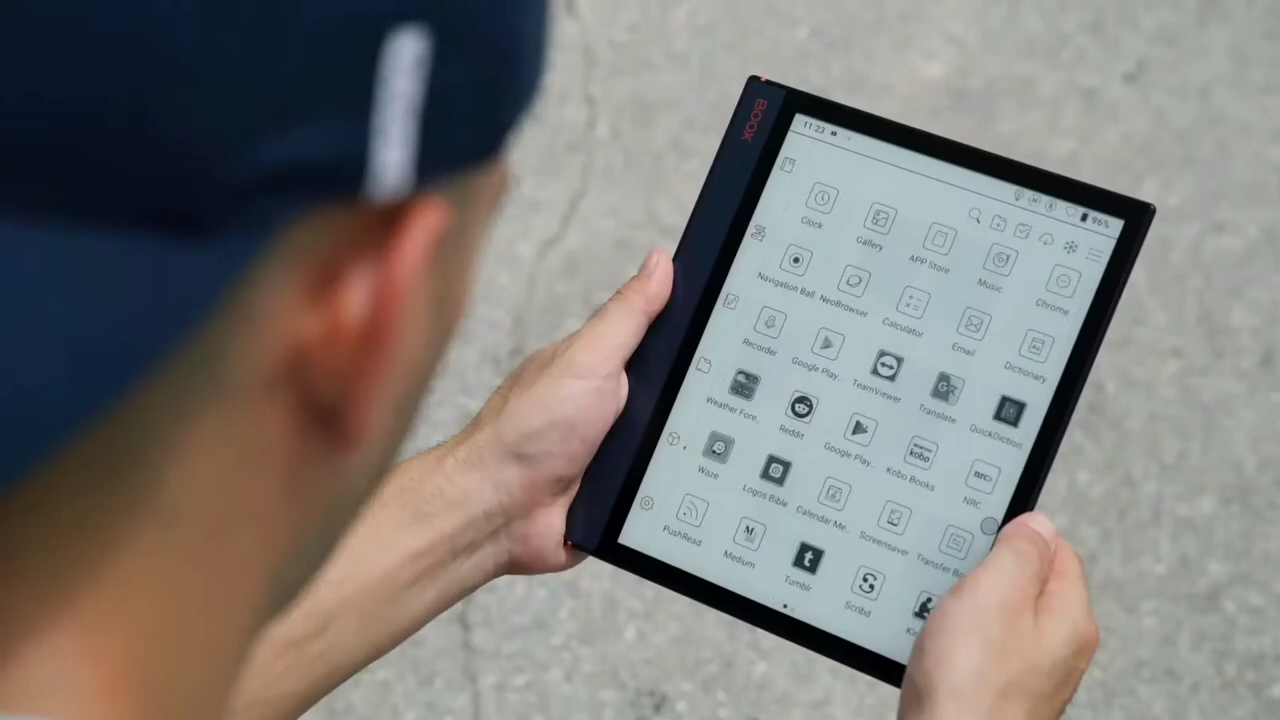 BOOX
11:23
96%
Clock
Gallery
APP Store
Music
Chrome
Navigation Ball
NeoBrowser
Calculator
Email
Dictionary
Recorder
Google Play..
TeamViewer
Translate
QuickDiction
Weather Fore..
Reddit
Google Play..
Kobo Books
NRC
Waze
Logos Bible
Calendar Me..
Screensaver
Transfer
PushRead
Medium
Tumblr
Scribd